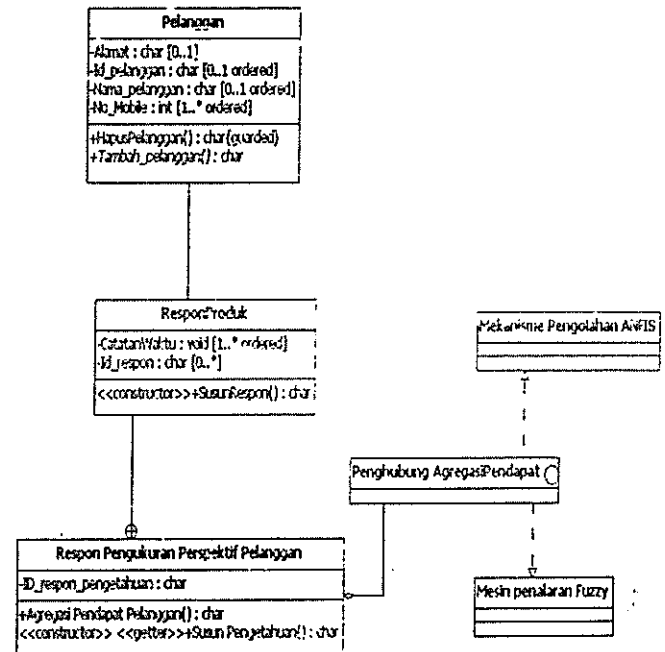 Pelanggan
-Alamat : char [0..1]
-Id_pelanggan : char [0..1 ordered]
-Nama_pelanggan : char [0..1 ordered]
-No_Mobile : int [1..* ordered]
+HapusPelanggan() : char{guarded}
+Tambah_pelanggan() : char
ResponProduk
-CatatanWaktu : void [1..* ordered]
-Id_respon : char [0..*]
<<constructor>>+SusunRespon() : char
Mekanisme Pengolahan ANFIS
Penghubung AgregasiPendapat
Respon Pengukuran Perspektif Pelanggan
-ID_respon_pengetahuan : char
+Agregasi Pendapat Pelanggan() : char
<<constructor>> <<getter>>+Susun Pengetahuan() : char
Mesin penalaran Fuzzy